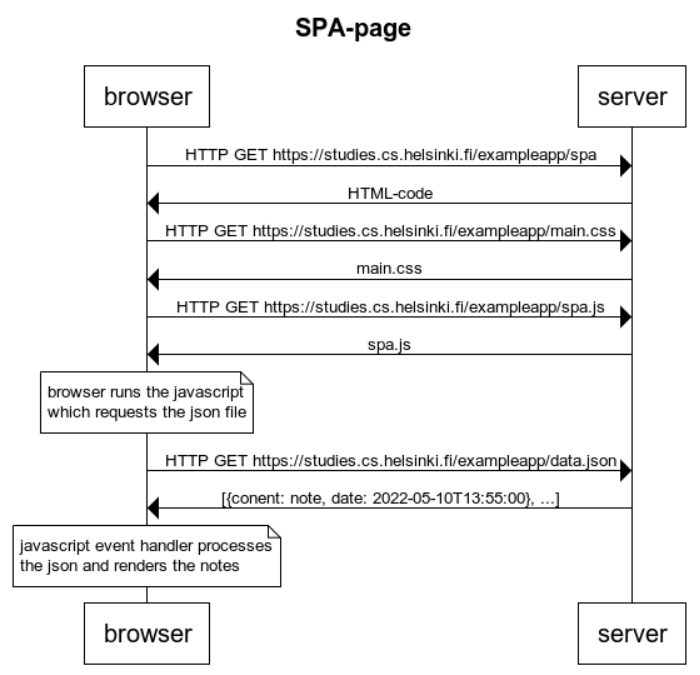 SPA-page
browser
server
HTTP GET https://studies.cs.helsinki.fi/exampleapp/spa
HTML-code
HTTP GET https://studies.cs.helsinki.fi/exampleapp/main.css
main.css
HTTP GET https://studies.cs.helsinki.fi/exampleapp/spa.js
spa.js
browser runs the javascript
which requests the json file
HTTP GET https://studies.cs.helsinki.fi/exampleapp/data.json
[{conent: note, date: 2022-05-10T13:55:00}, ...]
javascript event handler processes
the json and renders the notes
browser
server